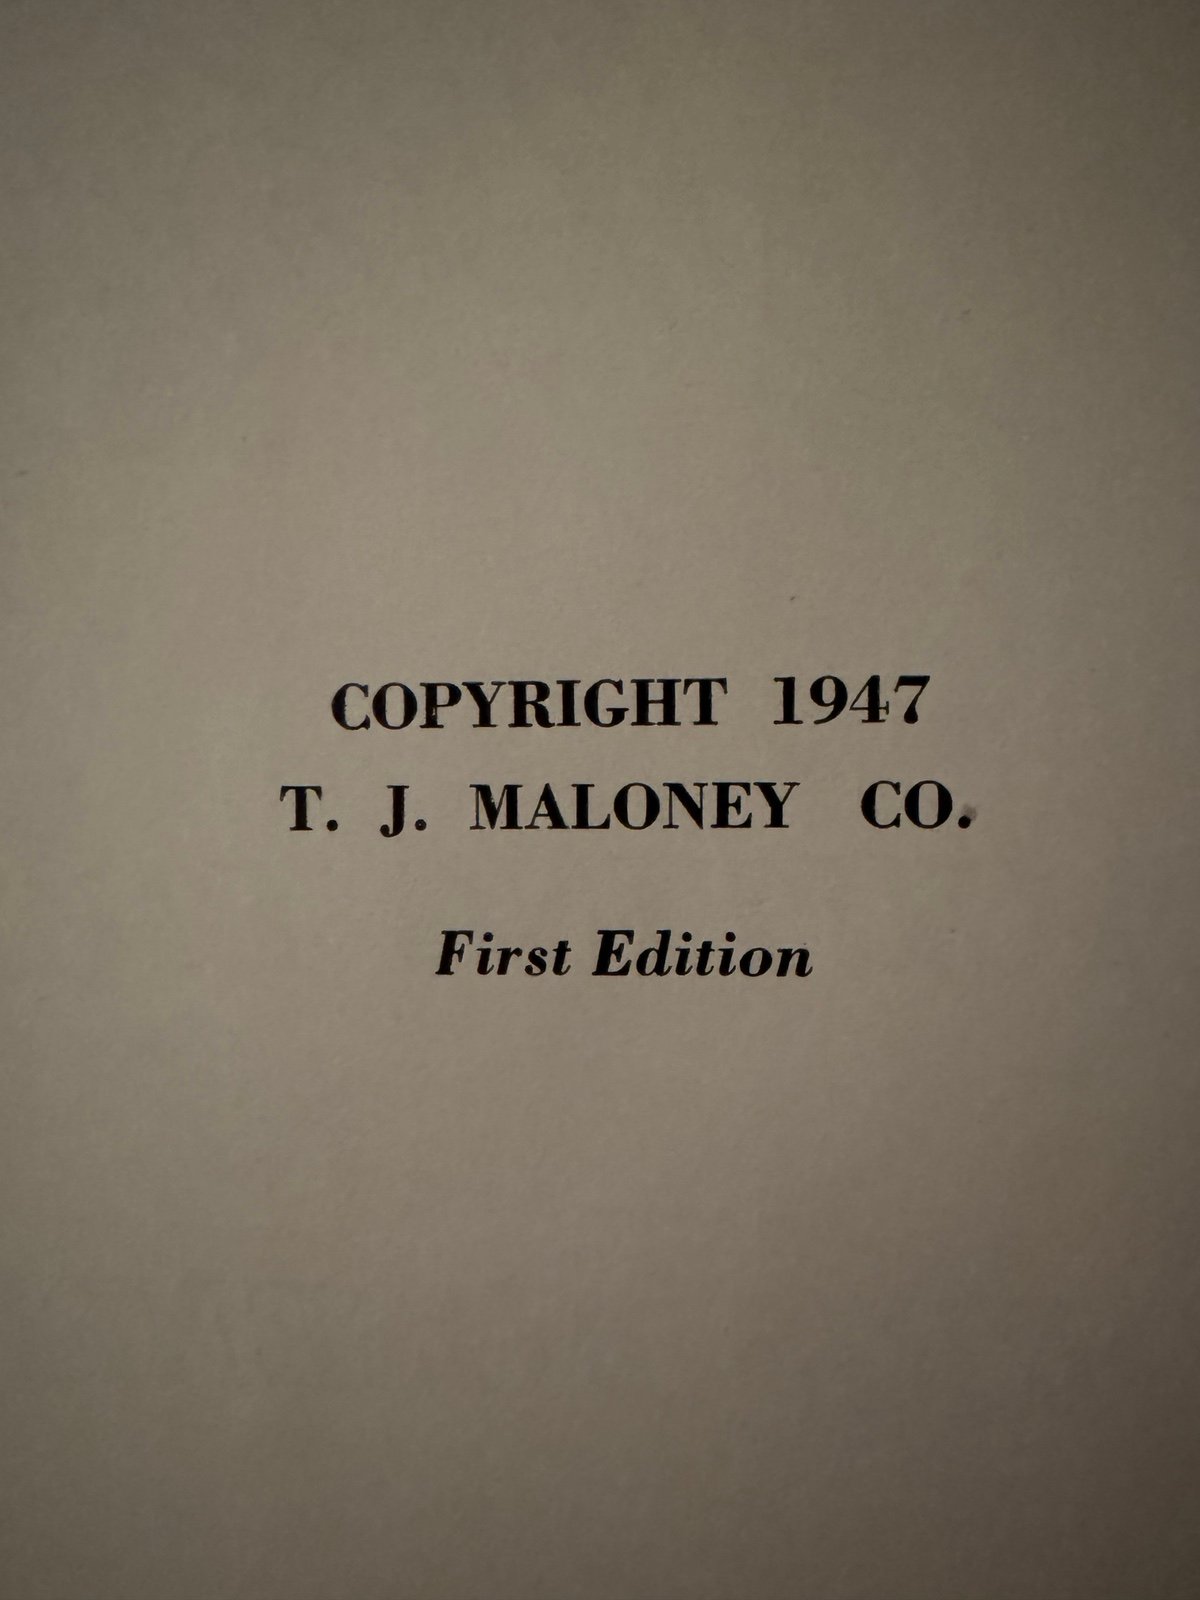 COPYRIGHT 1947
T. J. MALONEY CO.
First Edition